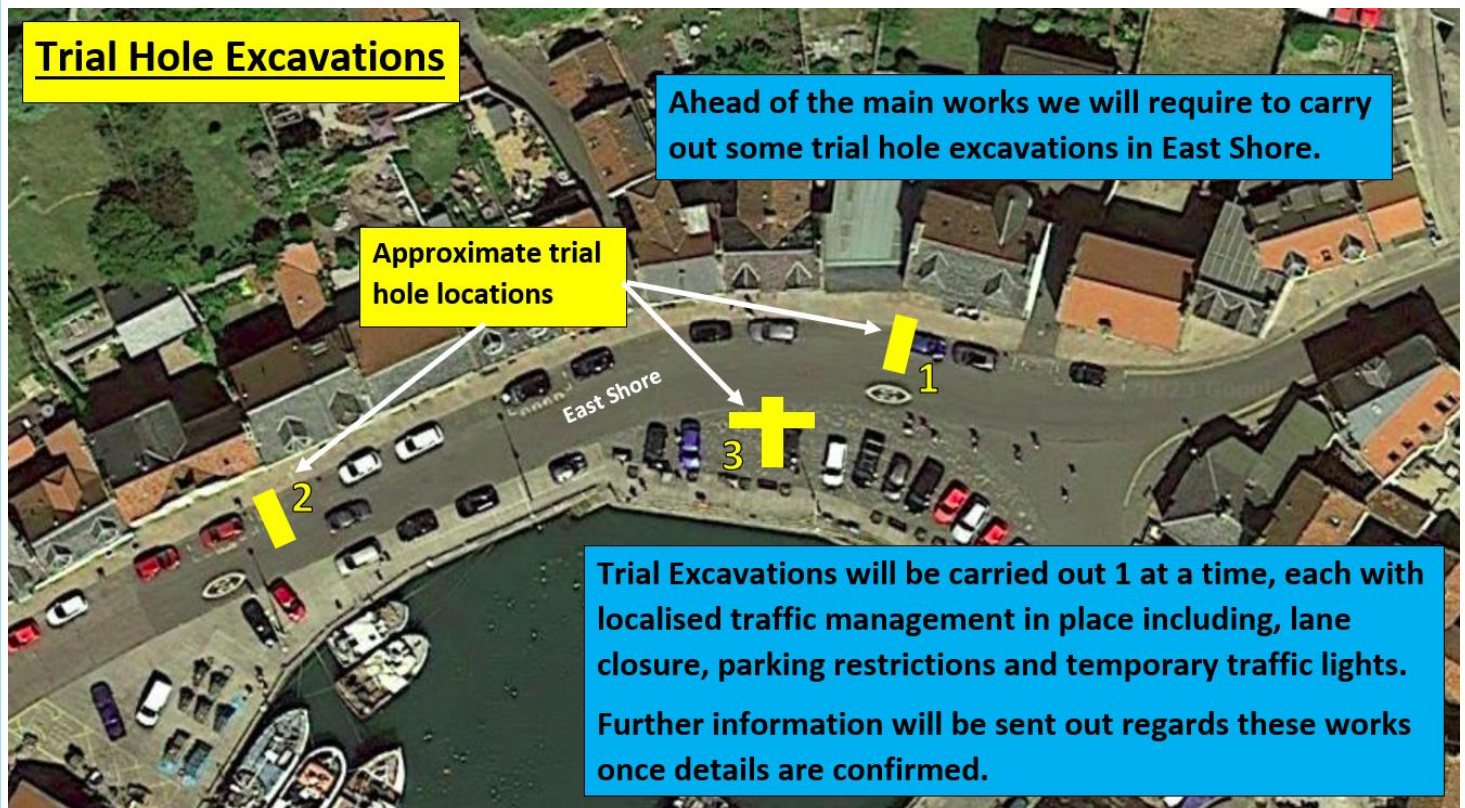 Trial Hole Excavations
Ahead of the main works we will require to carry
out some trial hole excavations in East Shore.
Approximate trial
hole locations
1
East Shore
3
2
Trial Excavations will be carried out 1 at a time, each with
localised traffic management in place including, lane
closure, parking restrictions and temporary traffic lights.
Further information will be sent out regards these works
once details are confirmed.